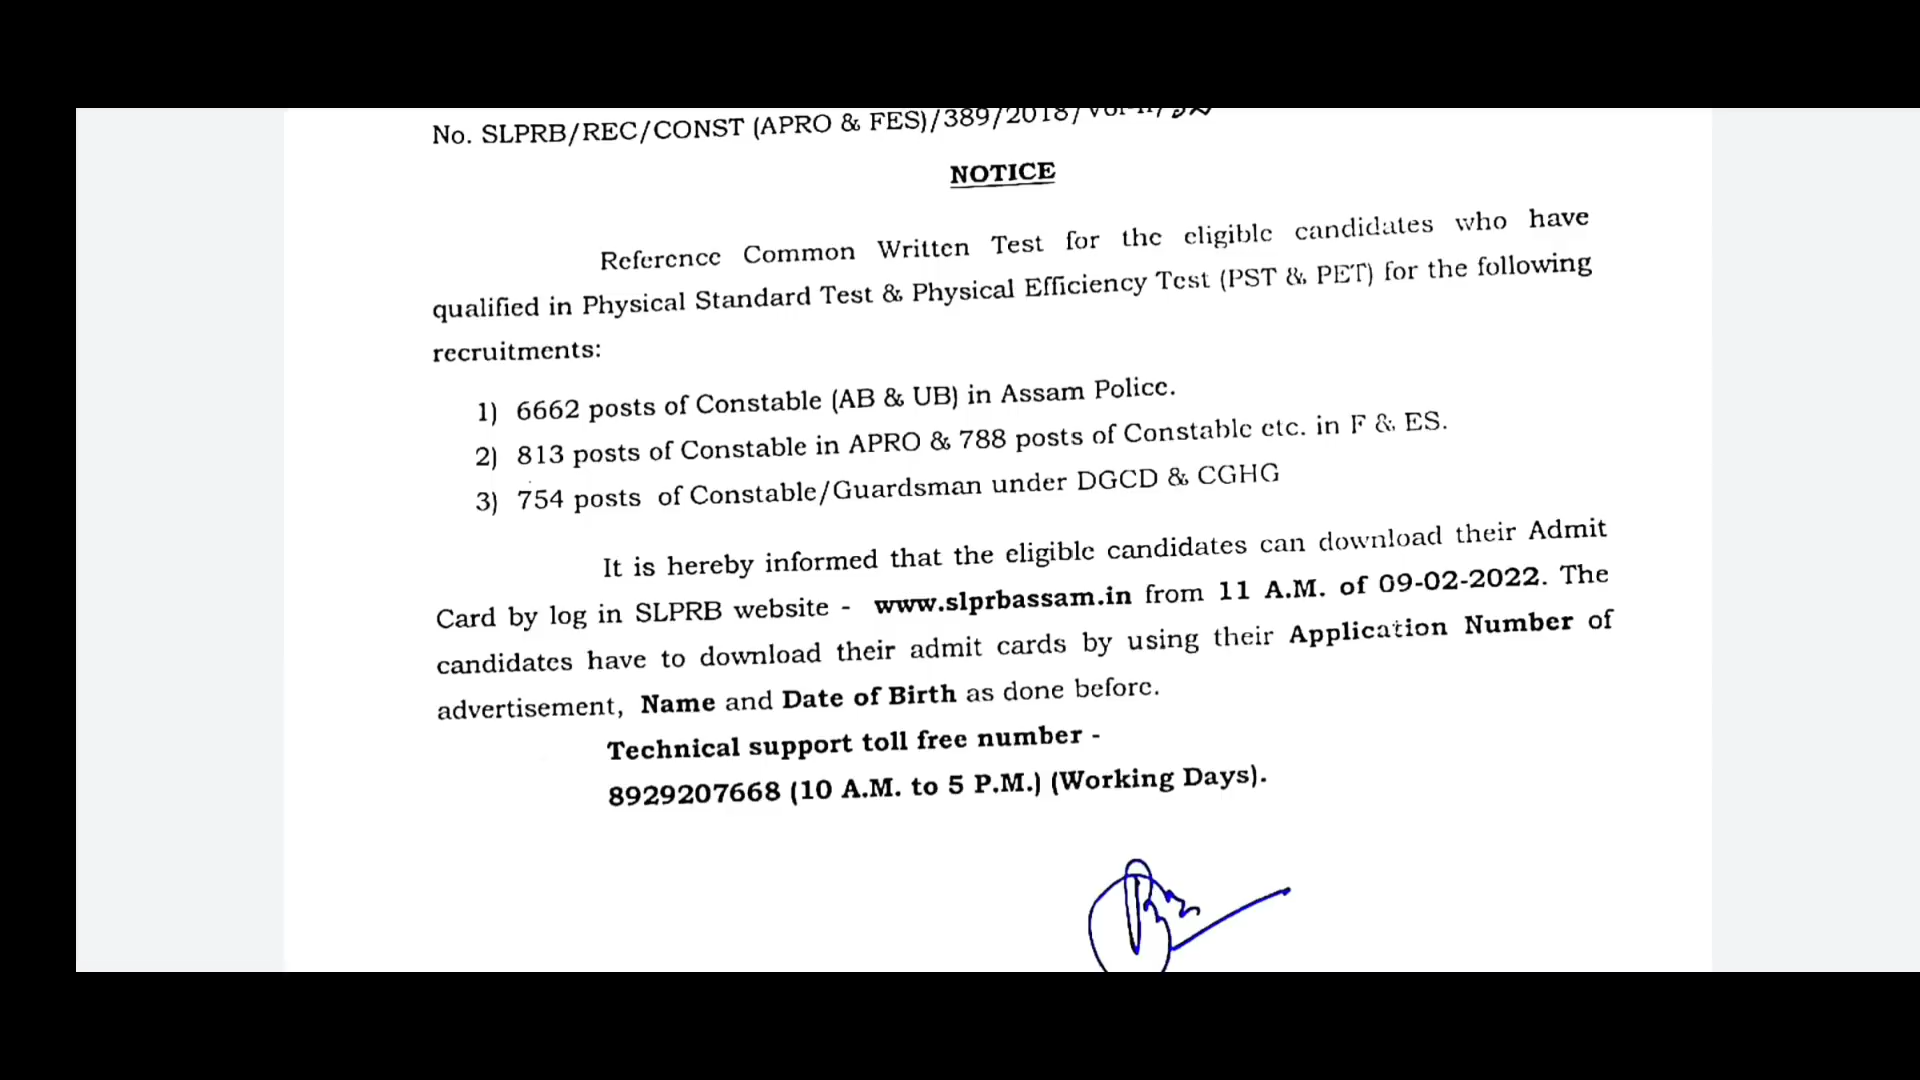 No. SLPRB/REC/CONST (APRO & FES)/389/2018/Vol-II/
NOTICE
Reference Common Written Test for the eligible candidates who have
qualified in Physical Standard Test & Physical Efficiency Test (PST & PET) for the following
recruitments:
1) 6662 posts of Constable (AB & UB) in Assam Police.
2) 813 posts of Constable in APRO & 788 posts of Constable etc. in F & ES.
3) 754 posts of Constable/Guardsman under DGCD & CGHG
It is hereby informed that the eligible candidates can download their Admit
Card by log in SLPRB website - www.slprbassam.in from 11 A.M. of 09-02-2022. The
candidates have to download their admit cards by using their Application Number of
advertisement, Name and Date of Birth as done before.
Technical support toll free number -
8929207668 (10 A.M. to 5 P.M.) (Working Days).